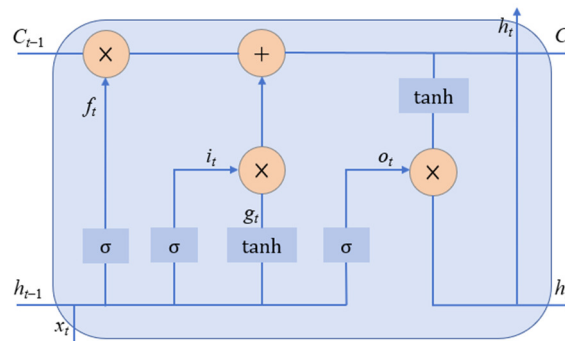 h_t
C_{t-1}
×
+
C
f_t
tanh
i_t
×
o_t
×
g_t
σ
σ
tanh
σ
h_{t-1}
h
x_t